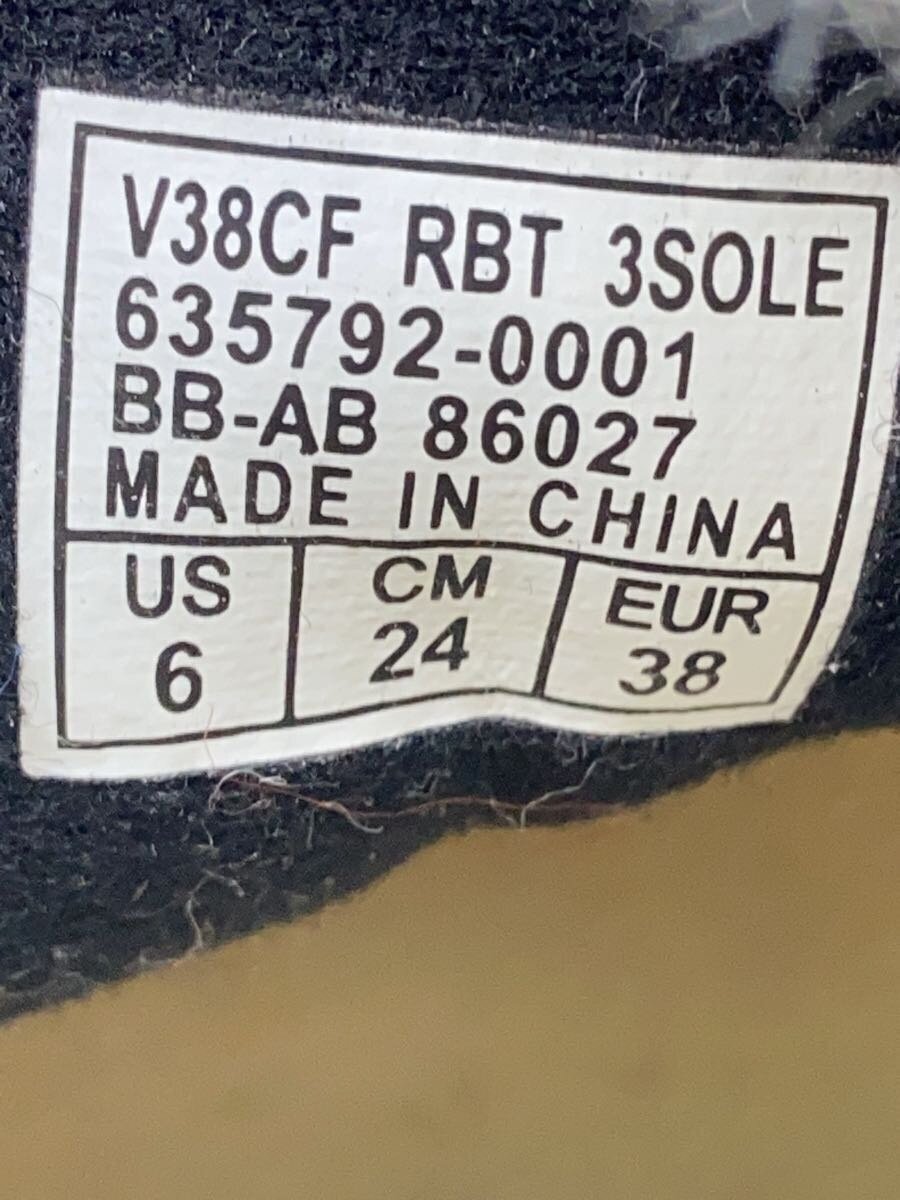 V38CF RBT 3SOLE
635792-0001
BB-AB 86027
MADE IN CHINA
US CM EUR
6 24 38